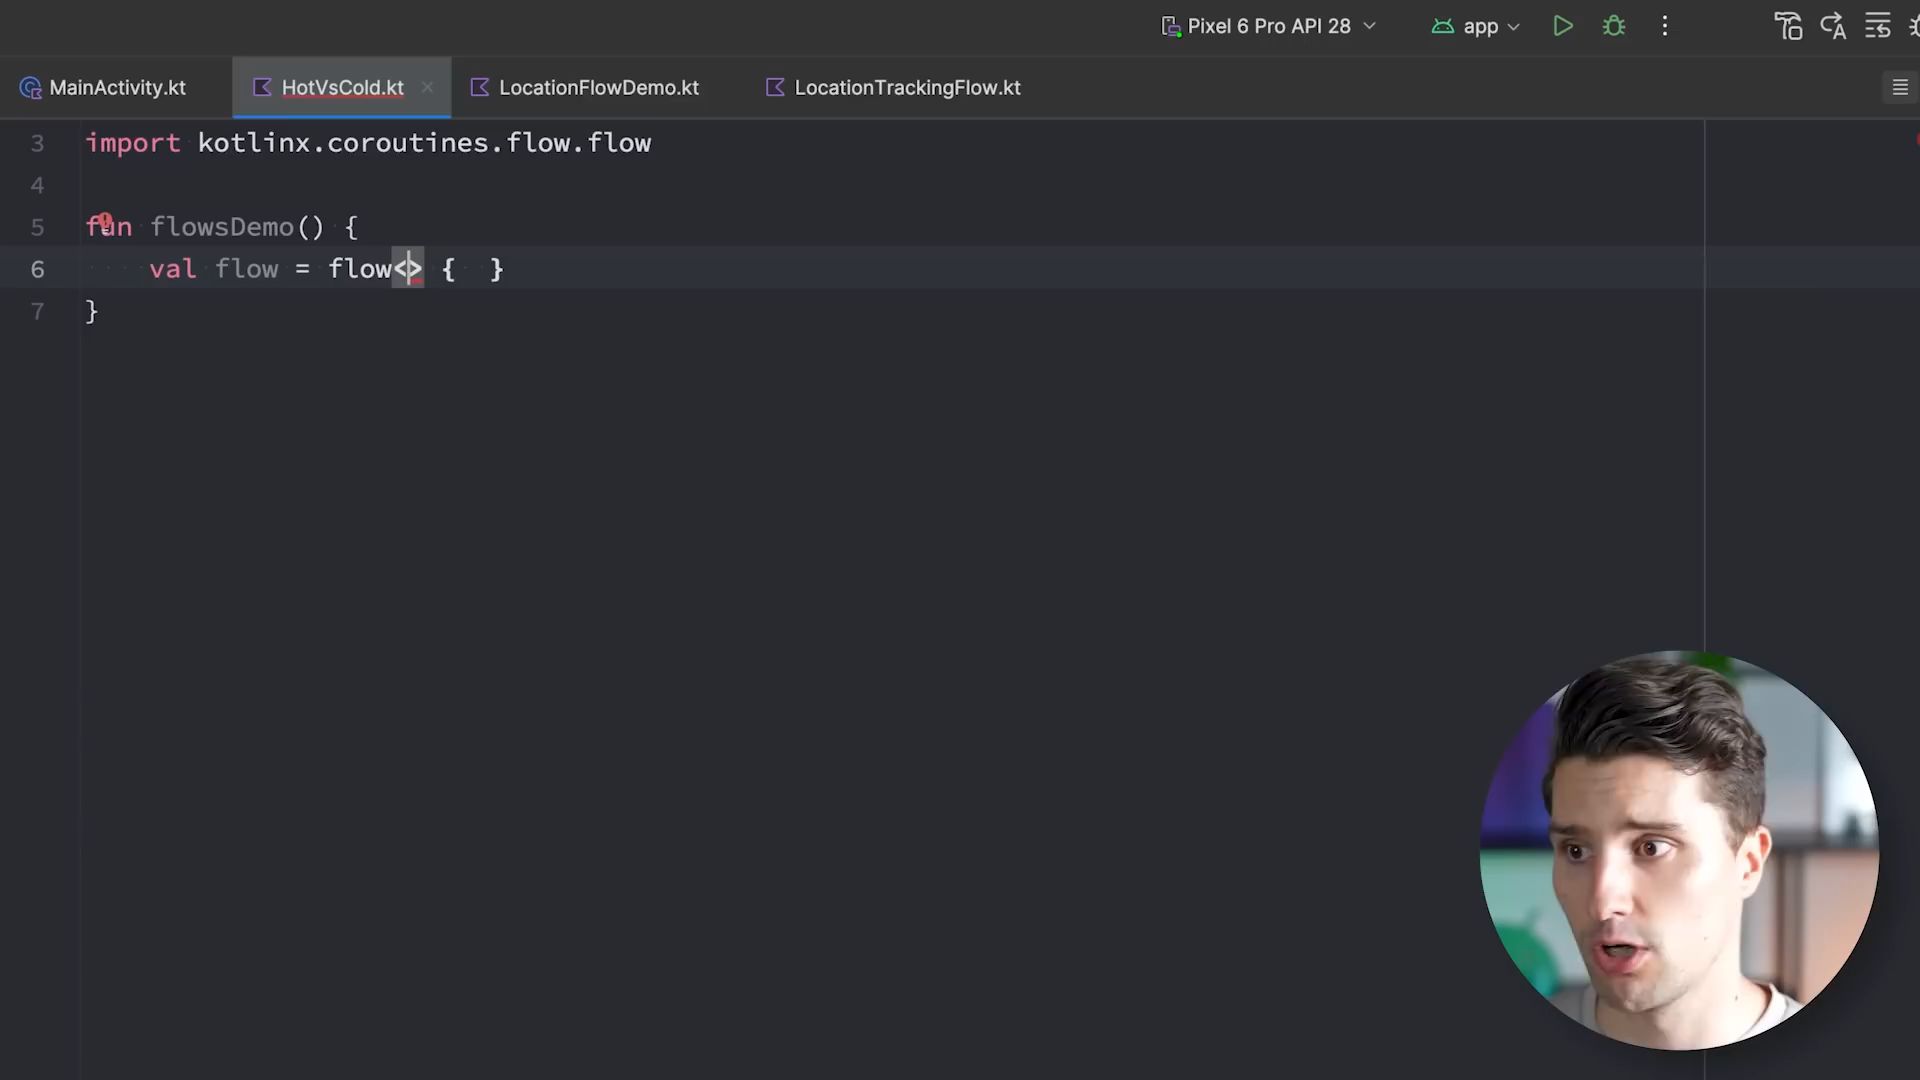 Pixel 6 Pro API 28 app
MainActivity.kt HotVsCold.kt LocationFlowDemo.kt LocationTrackingFlow.kt
3 import kotlinx.coroutines.flow.flow
4
5 fun flowsDemo() {
6 val flow = flow<> { }
7 }